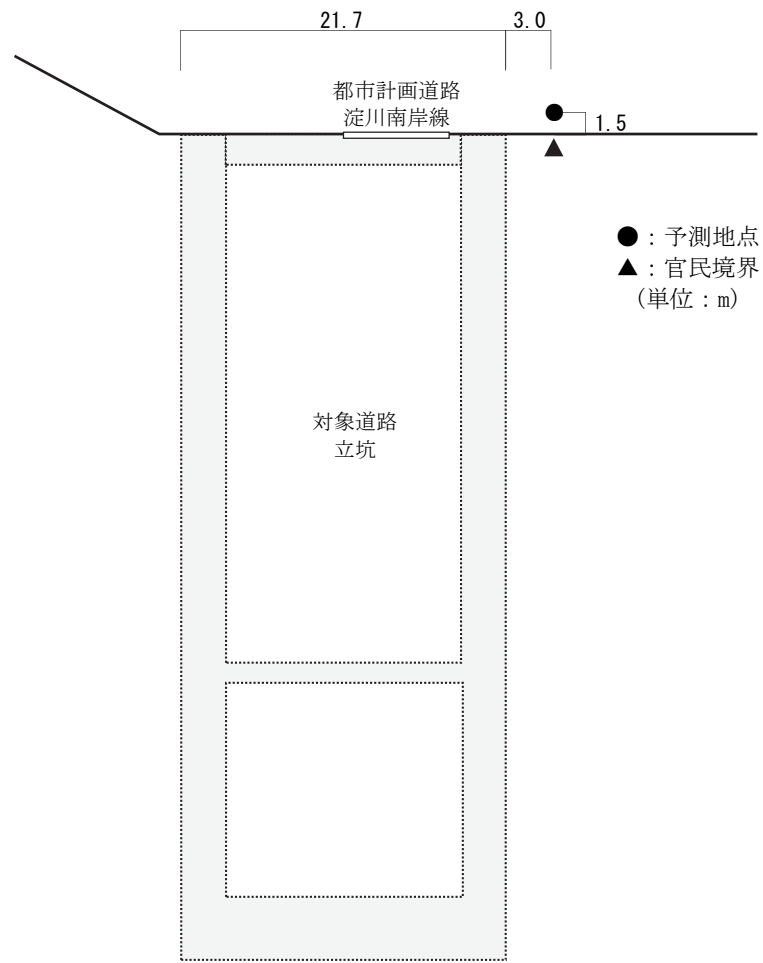 21.7
3.0
都市計画道路
淀川南岸線
1.5
●：予測地点
▲：官民境界
(単位：m)
対象道路
立坑